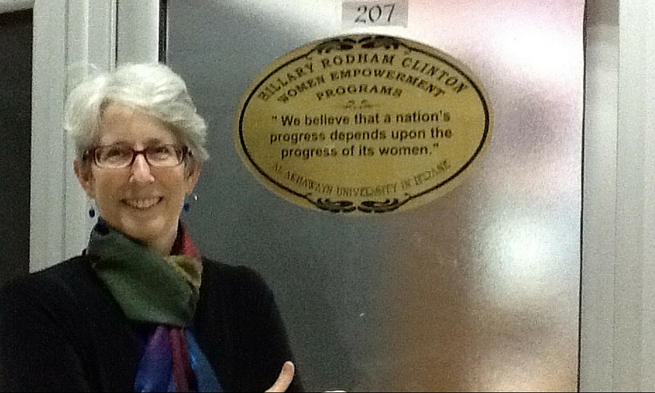 207
HILLARY RODHAM CLINTON
WOMEN EMPOWERMENT
PROGRAMS
"We believe that a nation's
progress depends upon the
progress of its women."
AL AKHAWAYN UNIVERSITY IN IFRANE